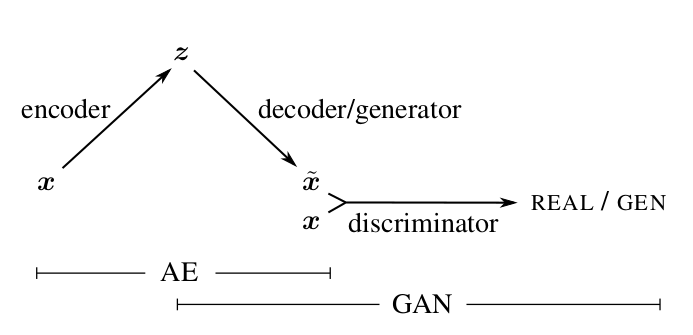 z
encoder
decoder/generator
x
x̃
x
discriminator
REAL / GEN
AE
GAN